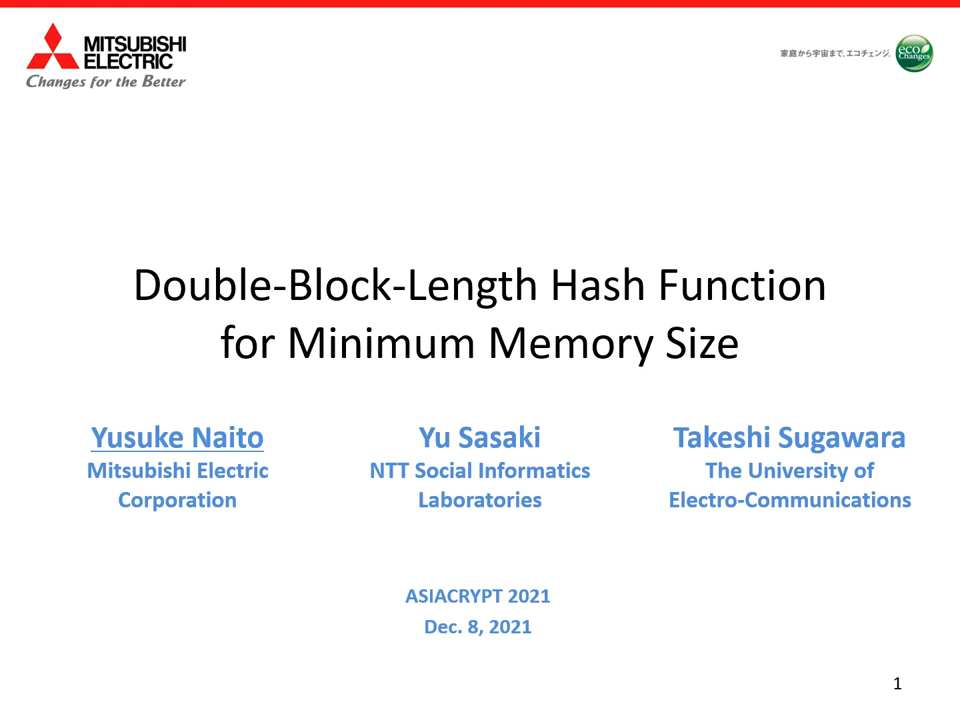 MITSUBISHI
ELECTRIC
Changes for the Better
家庭から宇宙まで、エコチェンジ。
eco
Changes
Double-Block-Length Hash Function
for Minimum Memory Size
Yusuke Naito
Mitsubishi Electric
Corporation
Yu Sasaki
NTT Social Informatics
Laboratories
Takeshi Sugawara
The University of
Electro-Communications
ASIACRYPT 2021
Dec. 8, 2021
1